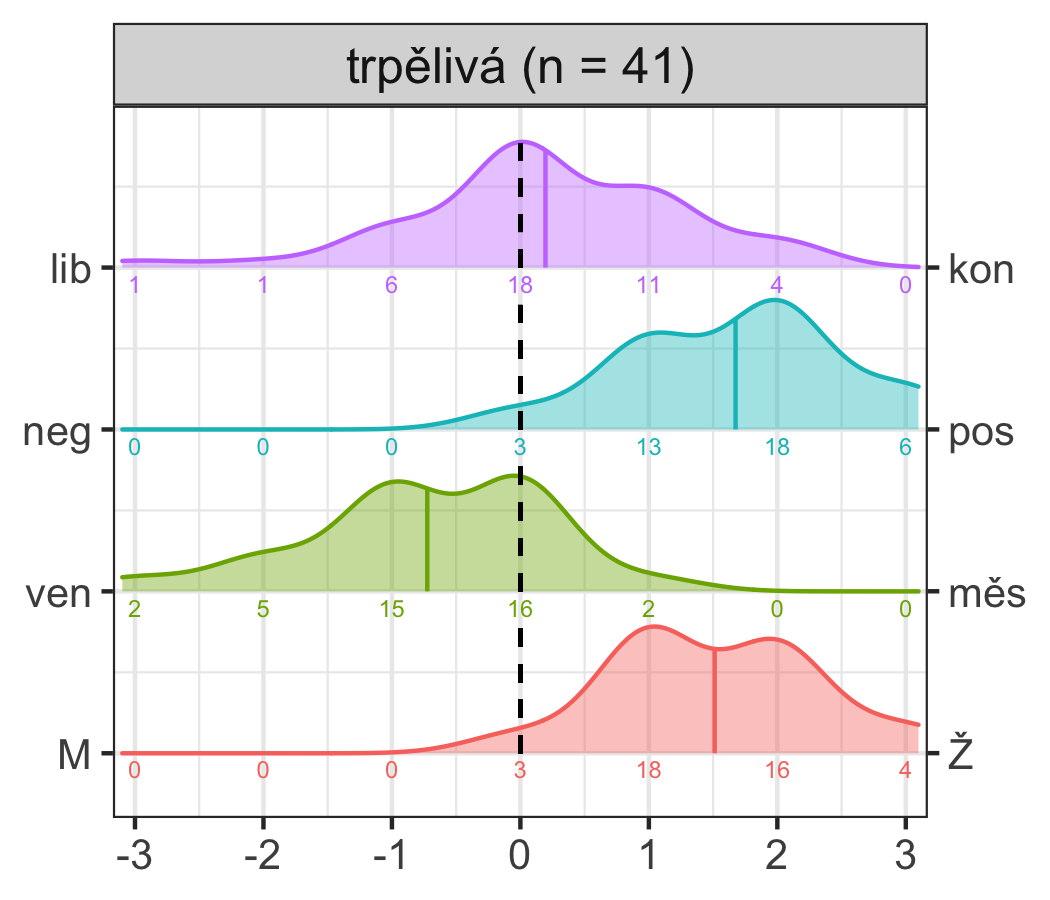 trpělivá (n = 41)
lib kon
1 1 6 18 11 4 0
neg pos
0 0 0 3 13 18 6
ven měs
2 5 15 16 2 0 0
M Ž
0 0 0 3 18 16 4
-3 -2 -1 0 1 2 3